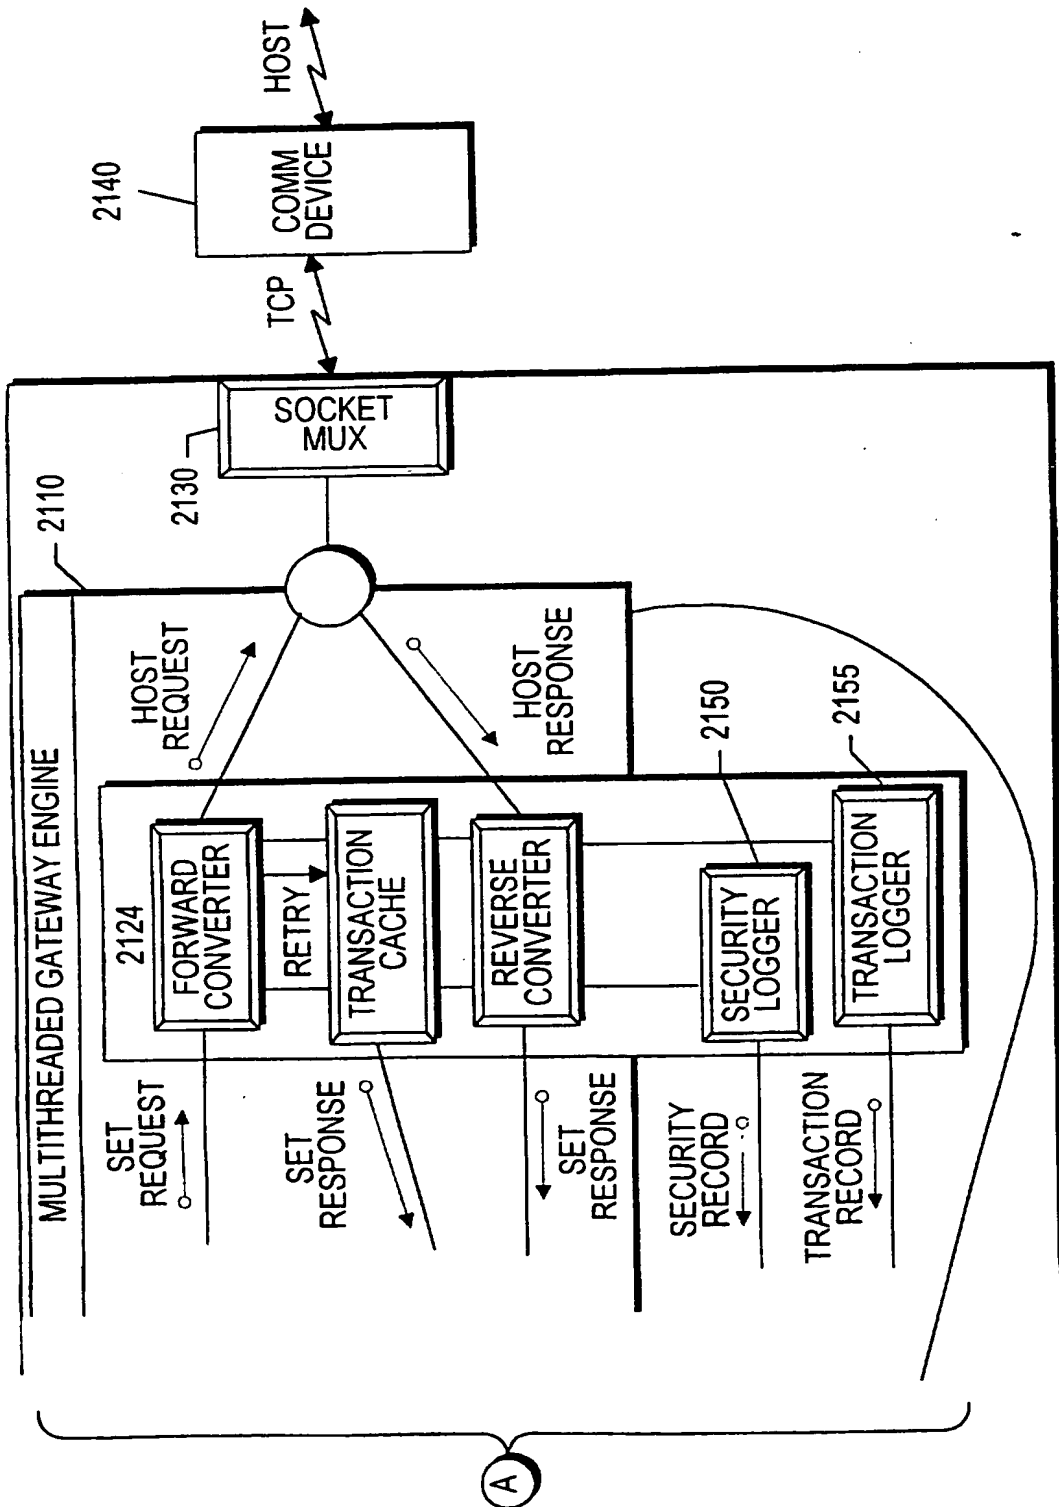 MULTITHREADED GATEWAY ENGINE
2110
SET
REQUEST
2124
FORWARD
CONVERTER
HOST
REQUEST
RETRY
SET
RESPONSE
TRANSACTION
CACHE
REVERSE
CONVERTER
SET
RESPONSE
HOST
RESPONSE
2130
SOCKET
MUX
TCP
2140
COMM
DEVICE
HOST
SECURITY
RECORD
SECURITY
LOGGER
2150
TRANSACTION
RECORD
TRANSACTION
LOGGER
2155
A